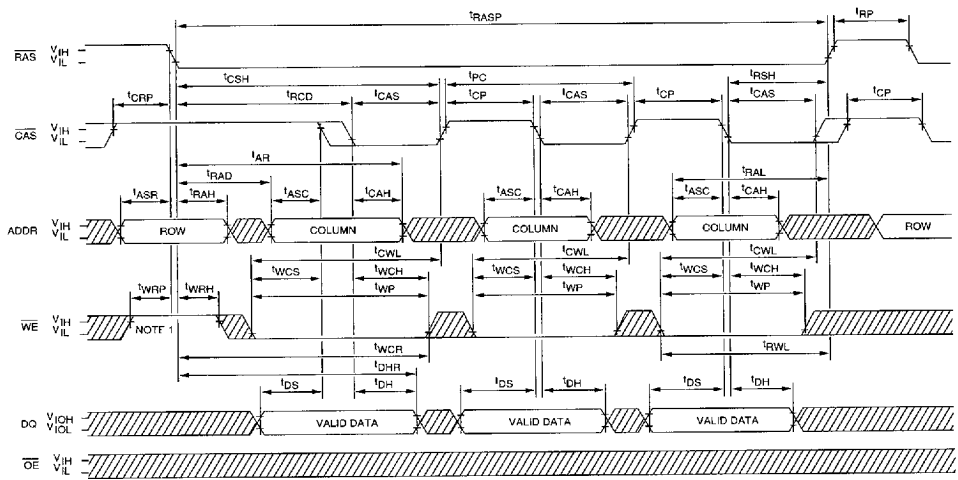 tRASP
tRP
RAS VIH
VIL
tCSH
tPC
tRSH
tCRP
tRCD
tCAS
tCP
tCAS
tCP
tCAS
tCP
CAS VIH
VIL
tAR
tRAD
tRAL
tASR
tRAH
tASC
tCAH
tASC
tCAH
tASC
tCAH
ADDR VIH
VIL
ROW
COLUMN
COLUMN
COLUMN
ROW
tCWL
tCWL
tCWL
tWCS
tWCH
tWCS
tWCH
tWCS
tWCH
tWRP
tWRH
tWP
tWP
tWP
WE VIH
VIL
NOTE 1
tWCR
tRWL
tDHR
tDS
tDH
tDS
tDH
tDS
tDH
DQ VIOH
VIOL
VALID DATA
VALID DATA
VALID DATA
OE VIH
VIL